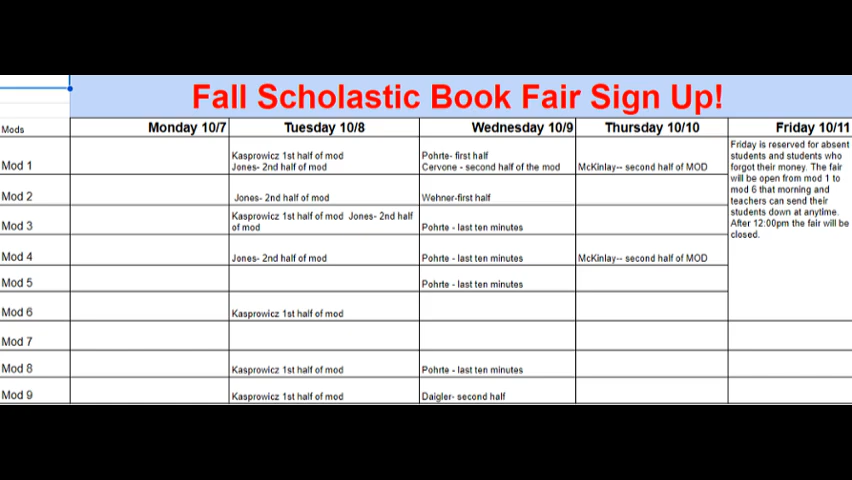 Fall Scholastic Book Fair Sign Up!
Mods Monday 10/7 Tuesday 10/8 Wednesday 10/9 Thursday 10/10 Friday 10/11
Mod 1
Kasprowicz 1st half of mod
Jones- 2nd half of mod
Pohrte- first half
Cervone - second half of the mod
McKinlay-- second half of MOD
Friday is reserved for absent
students and students who
forgot their money. The fair
will be open from mod 1 to
mod 6 that morning and
teachers can send their
students down at anytime.
After 12:00pm the fair will be
closed.
Mod 2 Jones- 2nd half of mod Wehner-first half
Mod 3
Kasprowicz 1st half of mod Jones- 2nd half
of mod
Pohrte - last ten minutes
Mod 4 Jones- 2nd half of mod Pohrte - last ten minutes McKinlay-- second half of MOD
Mod 5 Pohrte - last ten minutes
Mod 6 Kasprowicz 1st half of mod
Mod 7
Mod 8 Kasprowicz 1st half of mod Pohrte - last ten minutes
Mod 9 Kasprowicz 1st half of mod Daigler- second half